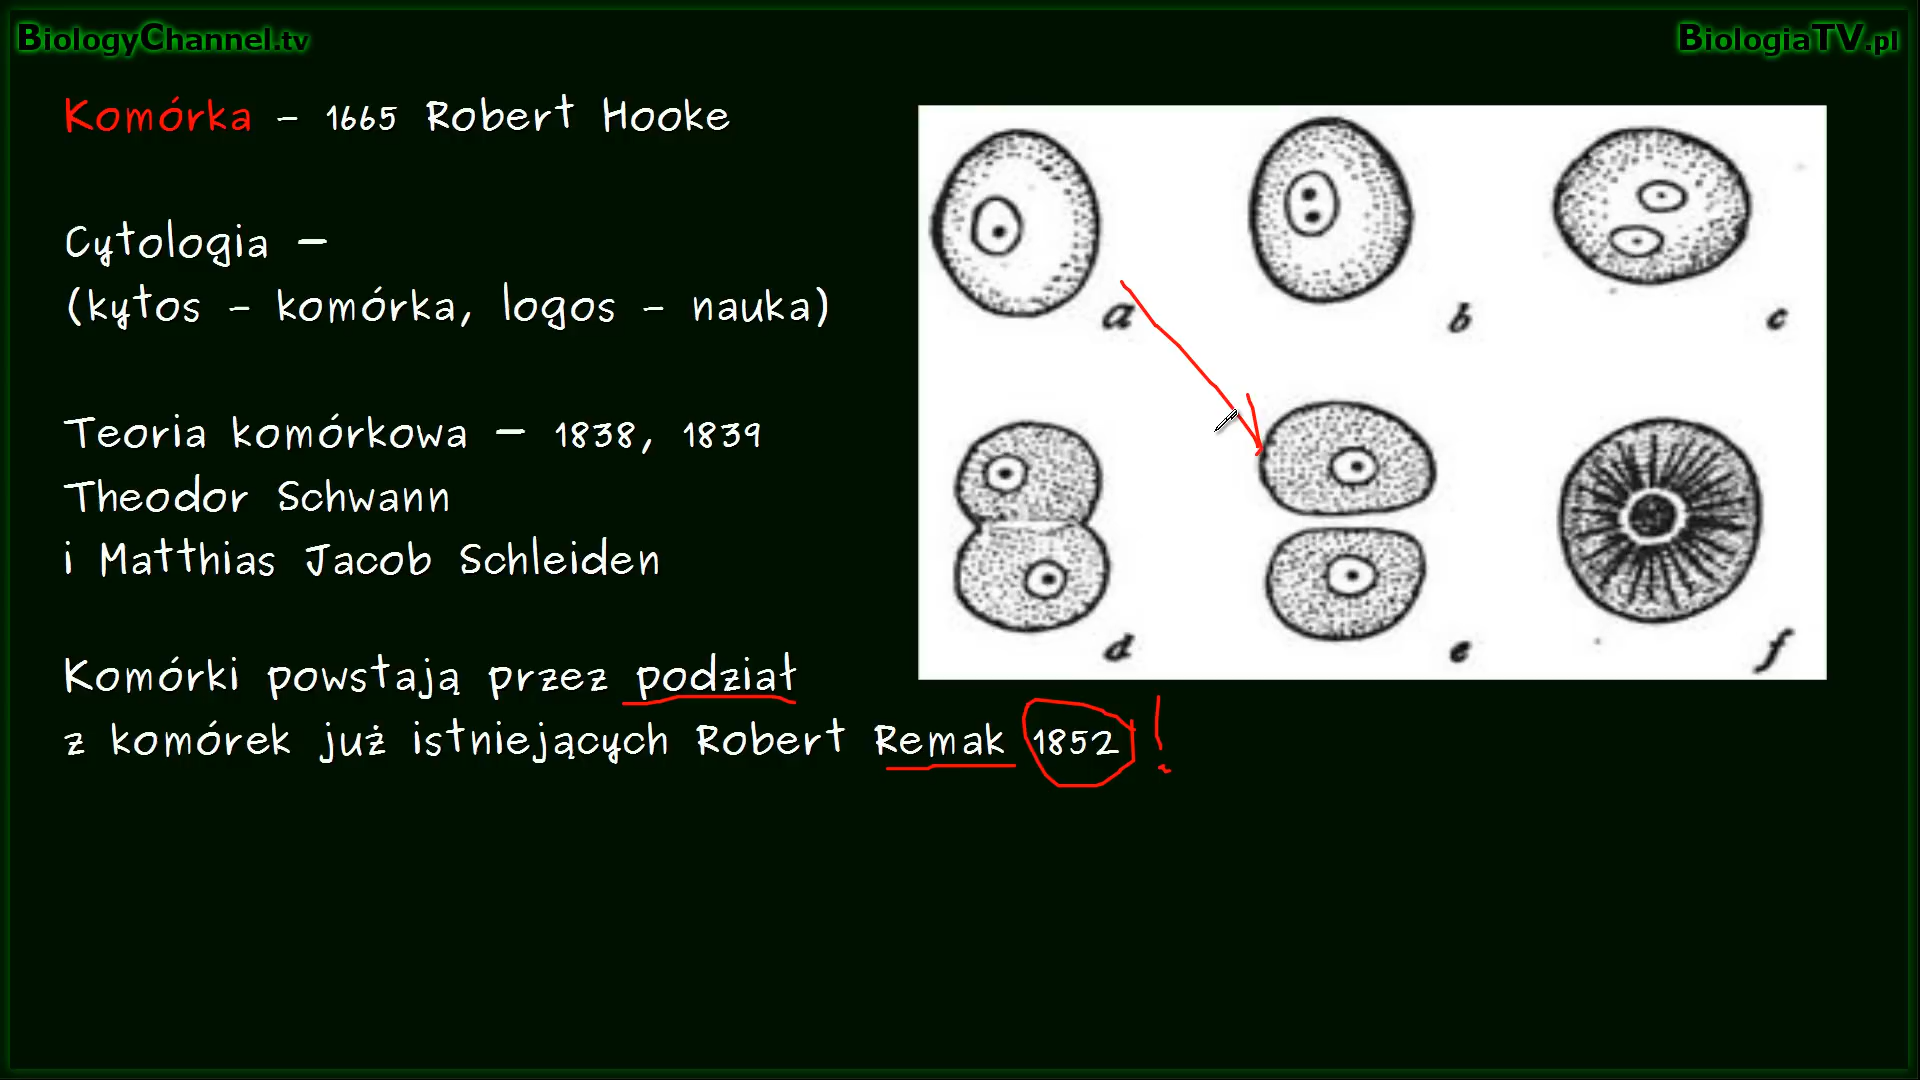 BiologyChannel.tv
BiologiaTV.pl
Komórka - 1665 Robert Hooke
Cytologia –
(kytos - komórka, logos - nauka)
Teoria komórkowa – 1838, 1839
Theodor Schwann
i Matthias Jacob Schleiden
Komórki powstają przez podział
z komórek już istniejących Robert Remak 1852 !
a
b
c
d
e
f